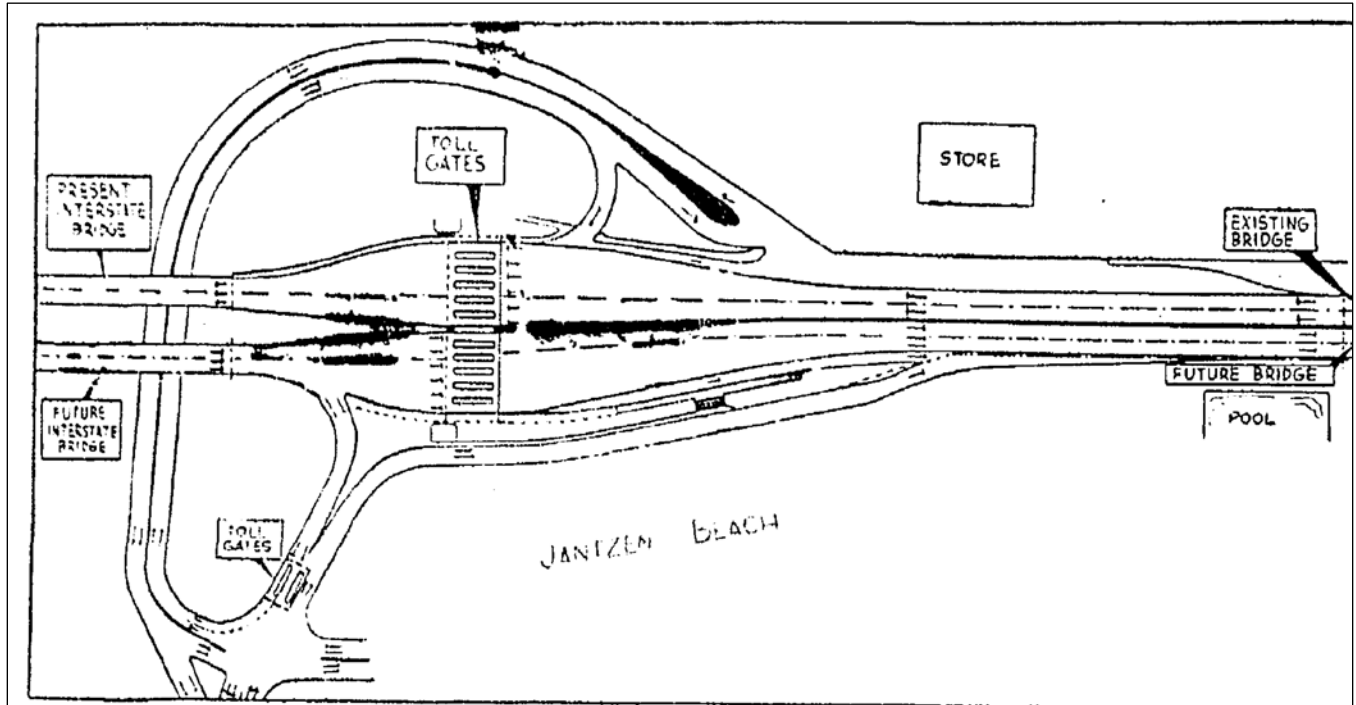 TOLL
GATES
STORE
PRESENT
INTERSTATE
BRIDGE
EXISTING
BRIDGE
FUTURE BRIDGE
FUTURE
INTERSTATE
BRIDGE
POOL
TOLL
GATES
JANTZEN BEACH